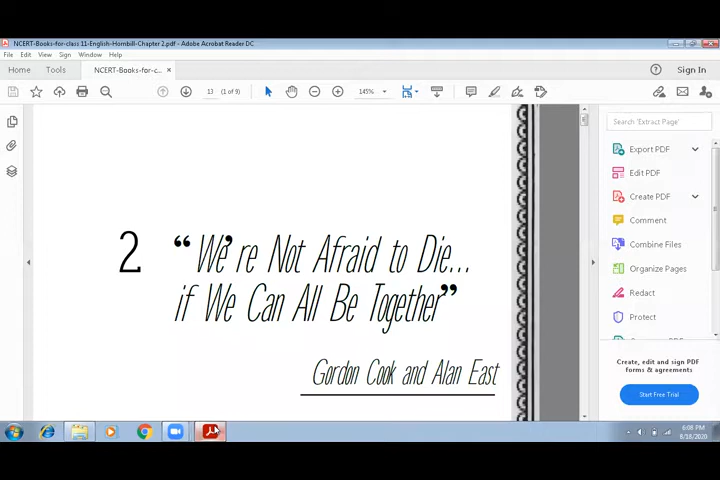 NCERT-Books-for class 11-English-Hornbill-Chapter 2.pdf - Adobe Acrobat Reader DC
File Edit View Sign Window Help
Home Tools NCERT-Books-for-c... × Sign In
13 (1 of 9) 145%
Search 'Extract Page'
Export PDF
Edit PDF
Create PDF
Comment
Combine Files
Organize Pages
Redact
Protect
2. “We’re Not Afraid to Die...
if We Can All Be Together”
Gordon Cook and Alan East
Create, edit and sign PDF
forms & agreements
Start Free Trial
6:08 PM
8/16/2020